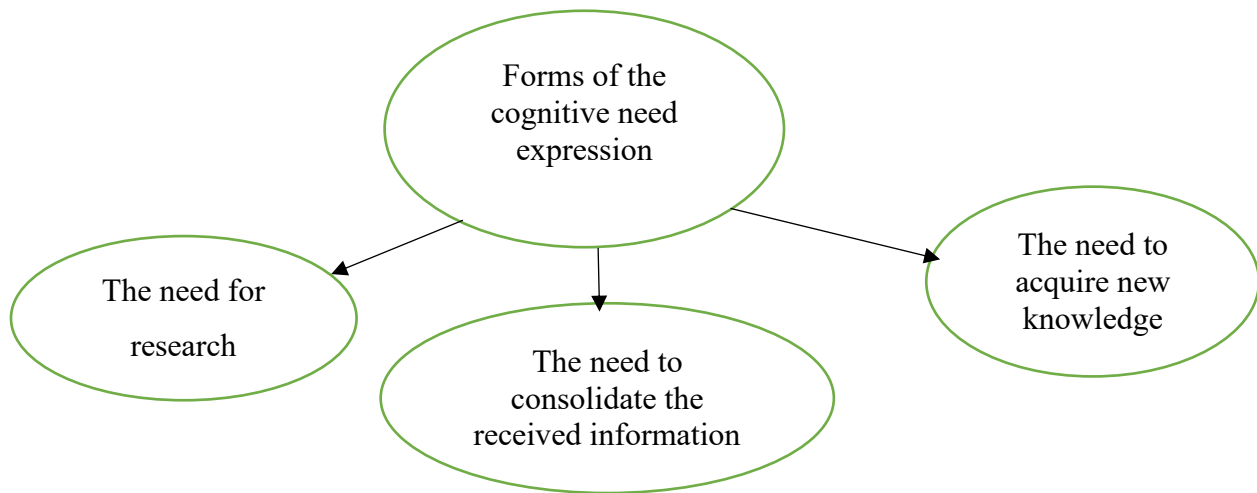 Forms of the
cognitive need
expression
The need for
research
The need to
consolidate the
received information
The need to
acquire new
knowledge